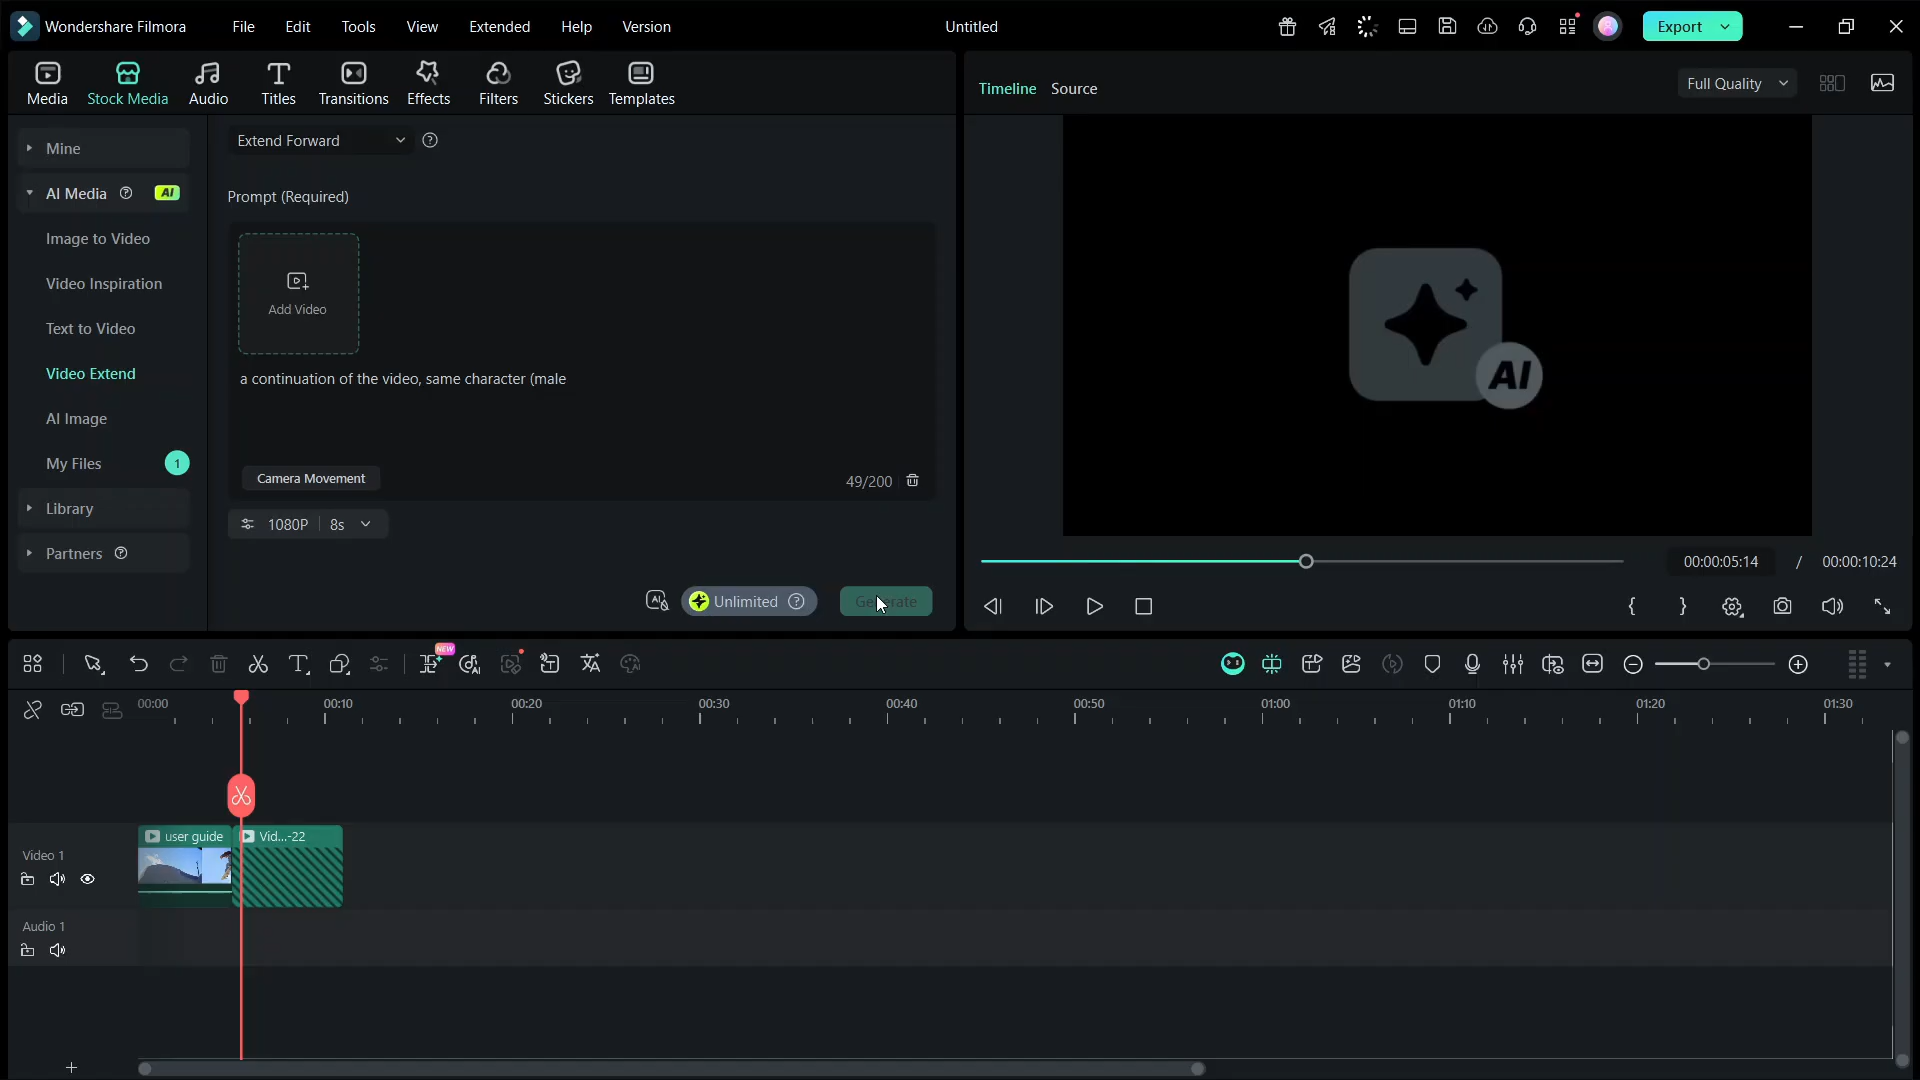 Wondershare Filmora File Edit Tools View Extended Help Version Untitled Export
Media Stock Media Audio Titles Transitions Effects Filters Stickers Templates
Timeline Source Full Quality
Mine
AI Media AI
Image to Video
Video Inspiration
Text to Video
Video Extend
AI Image
My Files 1
Library
Partners
Extend Forward
Prompt (Required)
Add Video
a continuation of the video, same character (male
Camera Movement 49/200
1080P 8s
AI Unlimited
AI
00:00:05:14 / 00:00:10:24
NEW
AI
00:00 00:10 00:20 00:30 00:40 00:50 01:00 01:10 01:20 01:30
user guide Vid...-22
Video 1
Audio 1